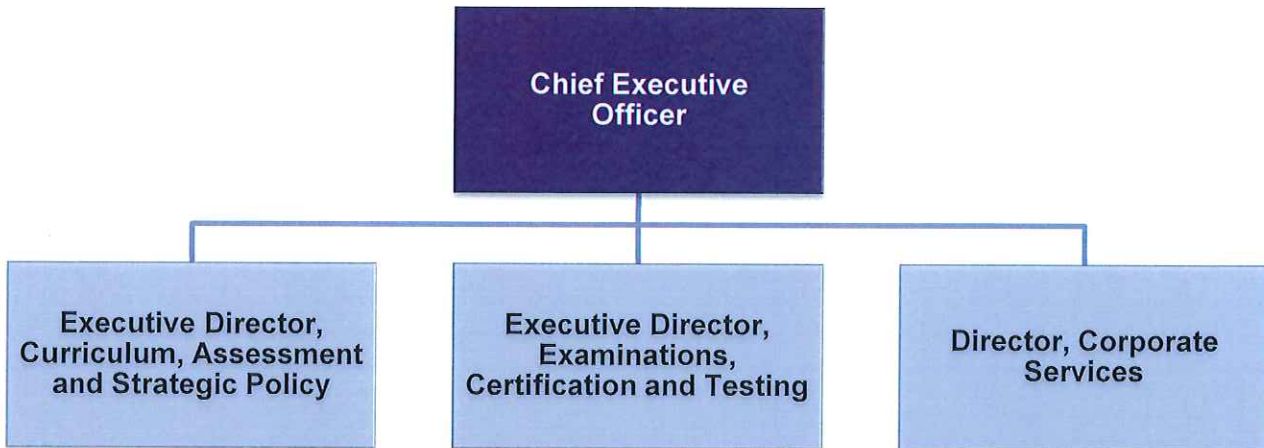 Chief Executive
Officer
Executive Director,
Curriculum, Assessment
and Strategic Policy
Executive Director,
Examinations,
Certification and Testing
Director, Corporate
Services